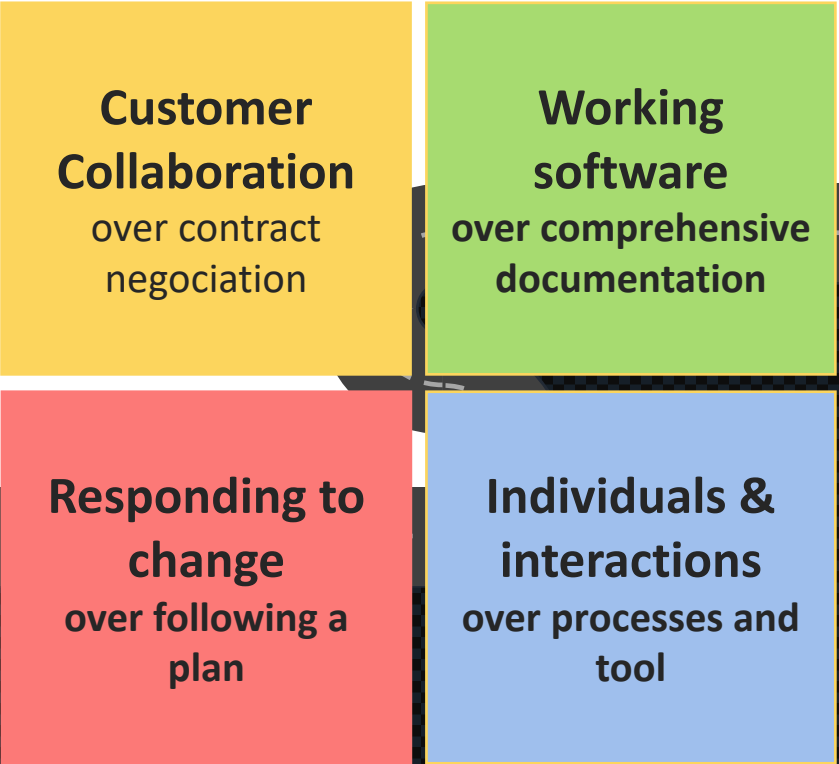 Customer
Collaboration
over contract
negociation
Working
software
over comprehensive
documentation
Responding to
change
over following a
plan
Individuals &
interactions
over processes and
tool